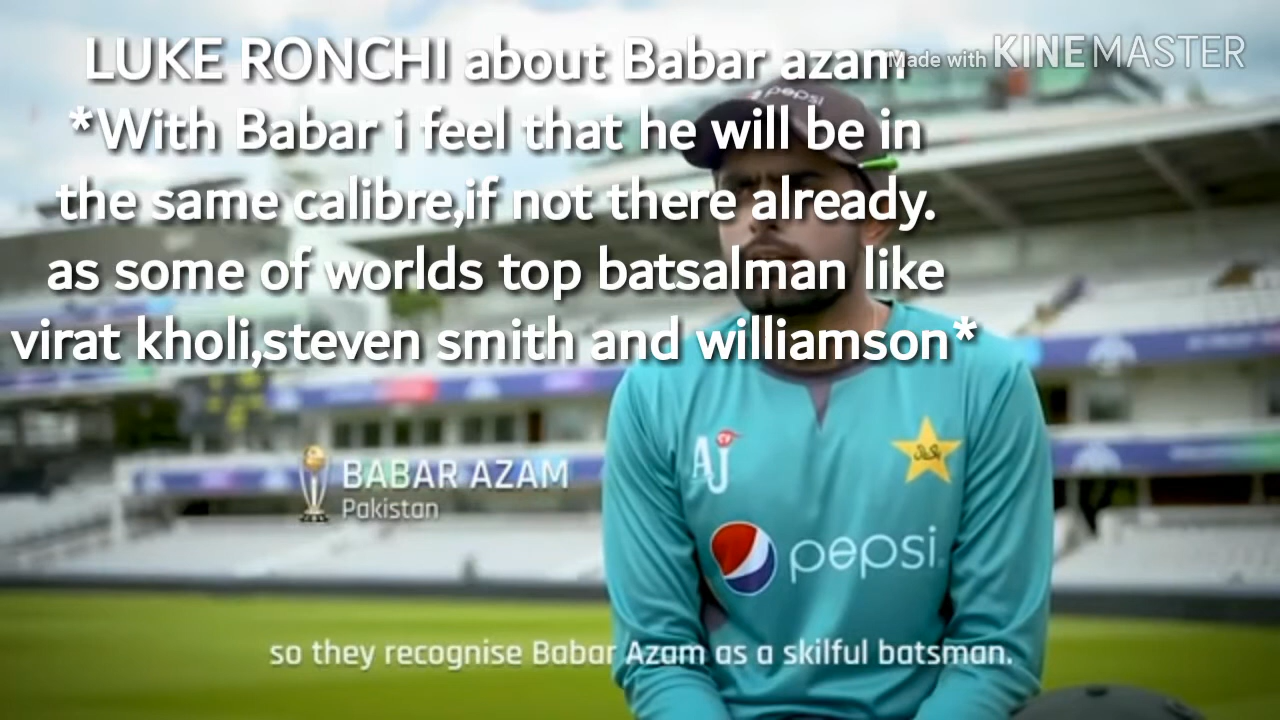 LUKE RONCHI about Babar azam
Made with KINEMASTER
*With Babar i feel that he will be in
the same calibre,if not there already.
as some of worlds top batsalman like
virat kholi,steven smith and williamson*
pepsi
AJ
BABAR AZAM
Pakistan
pepsi
so they recognise Babar Azam as a skilful batsman.